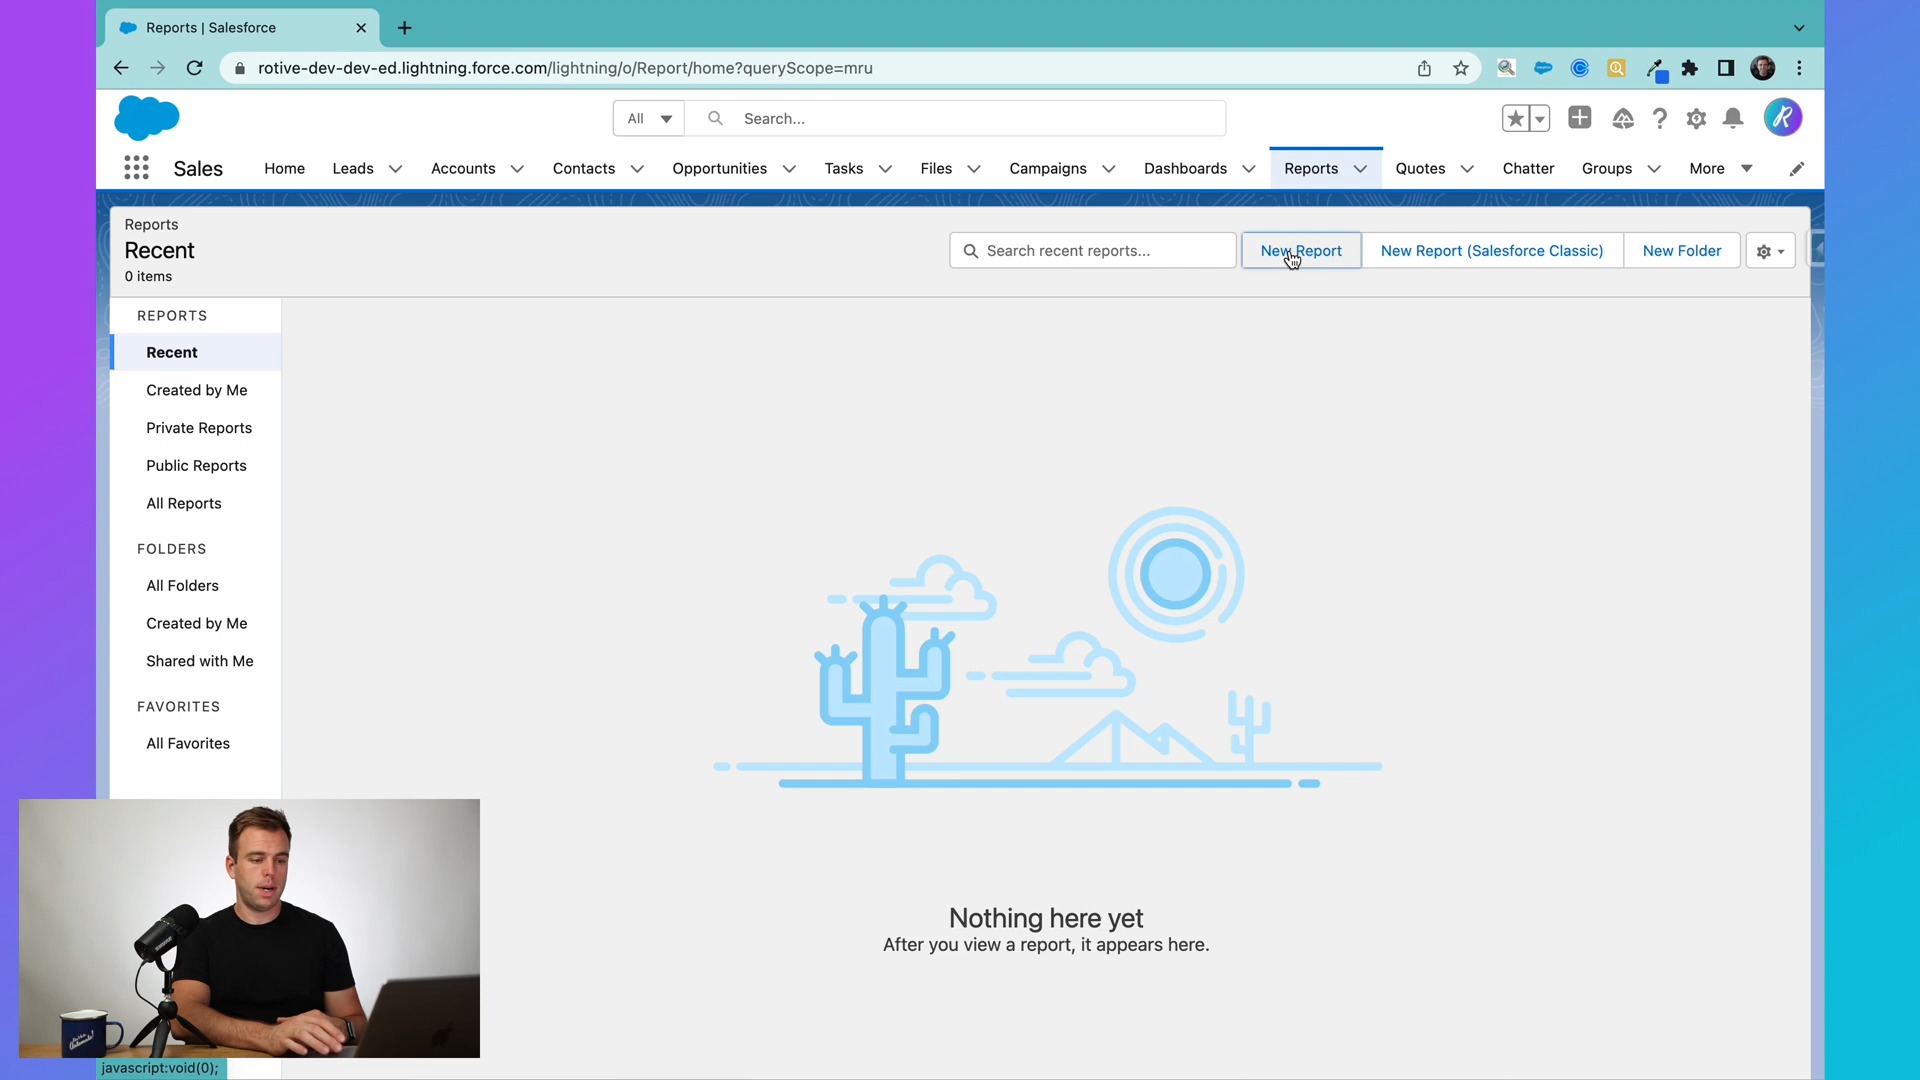 Reports | Salesforce
rotive-dev-dev-ed.lightning.force.com/lightning/o/Report/home?queryScope=mru
All
Search...
Sales
Home
Leads
Accounts
Contacts
Opportunities
Tasks
Files
Campaigns
Dashboards
Reports
Quotes
Chatter
Groups
More
Reports
Recent
0 items
Search recent reports...
New Report
New Report (Salesforce Classic)
New Folder
REPORTS
Recent
Created by Me
Private Reports
Public Reports
All Reports
FOLDERS
All Folders
Created by Me
Shared with Me
FAVORITES
All Favorites
Nothing here yet
After you view a report, it appears here.
javascript:void(0);